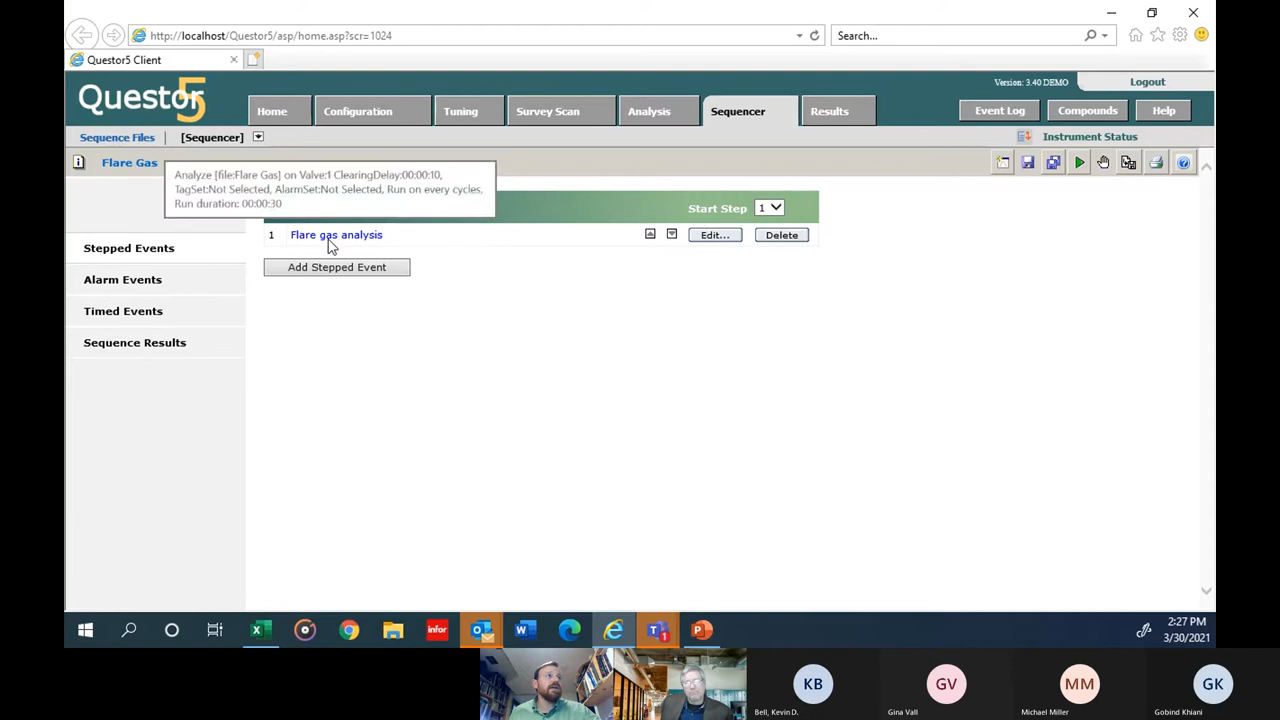 http://localhost/Questor5/asp/home.asp?scr=1024
Search...
Questor5 Client
Version: 3.40 DEMO
Logout
Questor5
Home
Configuration
Tuning
Survey Scan
Analysis
Sequencer
Results
Event Log
Compounds
Help
Sequence Files
[Sequencer]
Instrument Status
Flare Gas
Analyze [file:Flare Gas] on Valve:1 ClearingDelay:00:00:10,
TagSet:Not Selected, AlarmSet:Not Selected, Run on every cycles,
Run duration: 00:00:30
Start Step
1
1
Flare gas analysis
Edit...
Delete
Add Stepped Event
Stepped Events
Alarm Events
Timed Events
Sequence Results
infor
2:27 PM
3/30/2021
KB
Bell, Kevin D.
GV
Gina Vall
MM
Michael Miller
GK
Gobind Khiani